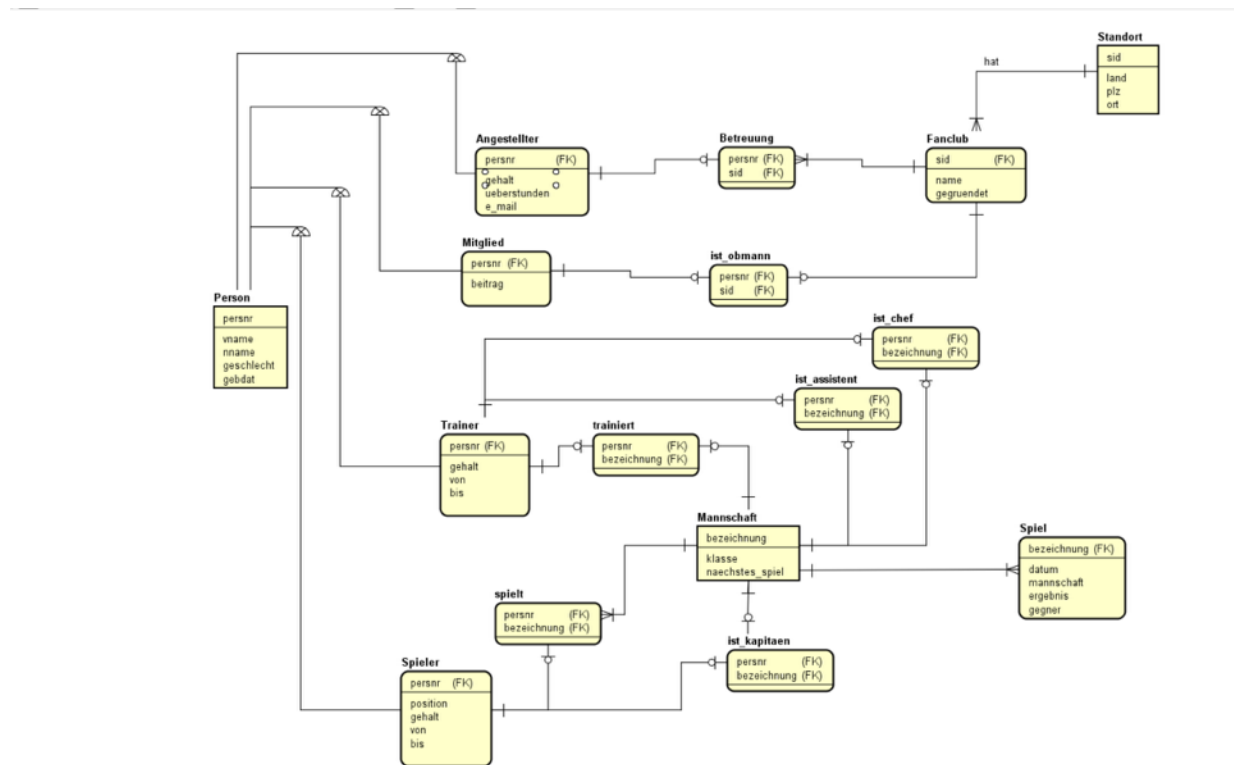 Standort
sid
land
plz
ort
hat
Angestellter
persnr (FK)
gehalt
ueberstunden
e_mail
Betreuung
persnr (FK)
sid (FK)
Fanclub
sid (FK)
name
gegruendet
Mitglied
persnr (FK)
beitrag
ist_obmann
persnr (FK)
sid (FK)
Person
persnr
vname
nname
geschlecht
gebdat
ist_chef
persnr (FK)
bezeichnung (FK)
ist_assistent
persnr (FK)
bezeichnung (FK)
Trainer
persnr (FK)
gehalt
von
bis
trainiert
persnr (FK)
bezeichnung (FK)
Mannschaft
bezeichnung
klasse
naechstes_spiel
Spiel
bezeichnung (FK)
datum
mannschaft
ergebnis
gegner
spielt
persnr (FK)
bezeichnung (FK)
ist_kapitaen
persnr (FK)
bezeichnung (FK)
Spieler
persnr (FK)
position
gehalt
von
bis